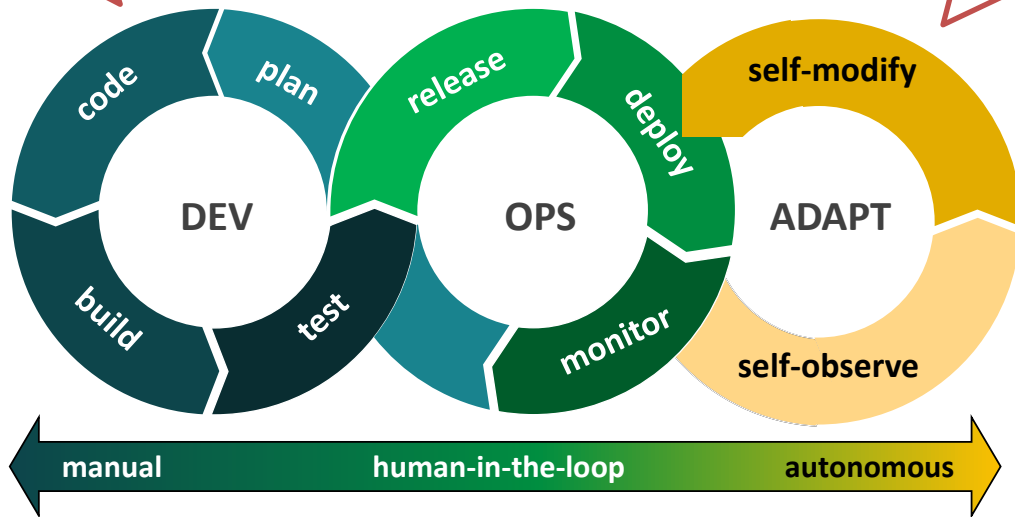 code
plan
release
deploy
self-modify
DEV
OPS
ADAPT
build
test
monitor
self-observe
manual
human-in-the-loop
autonomous